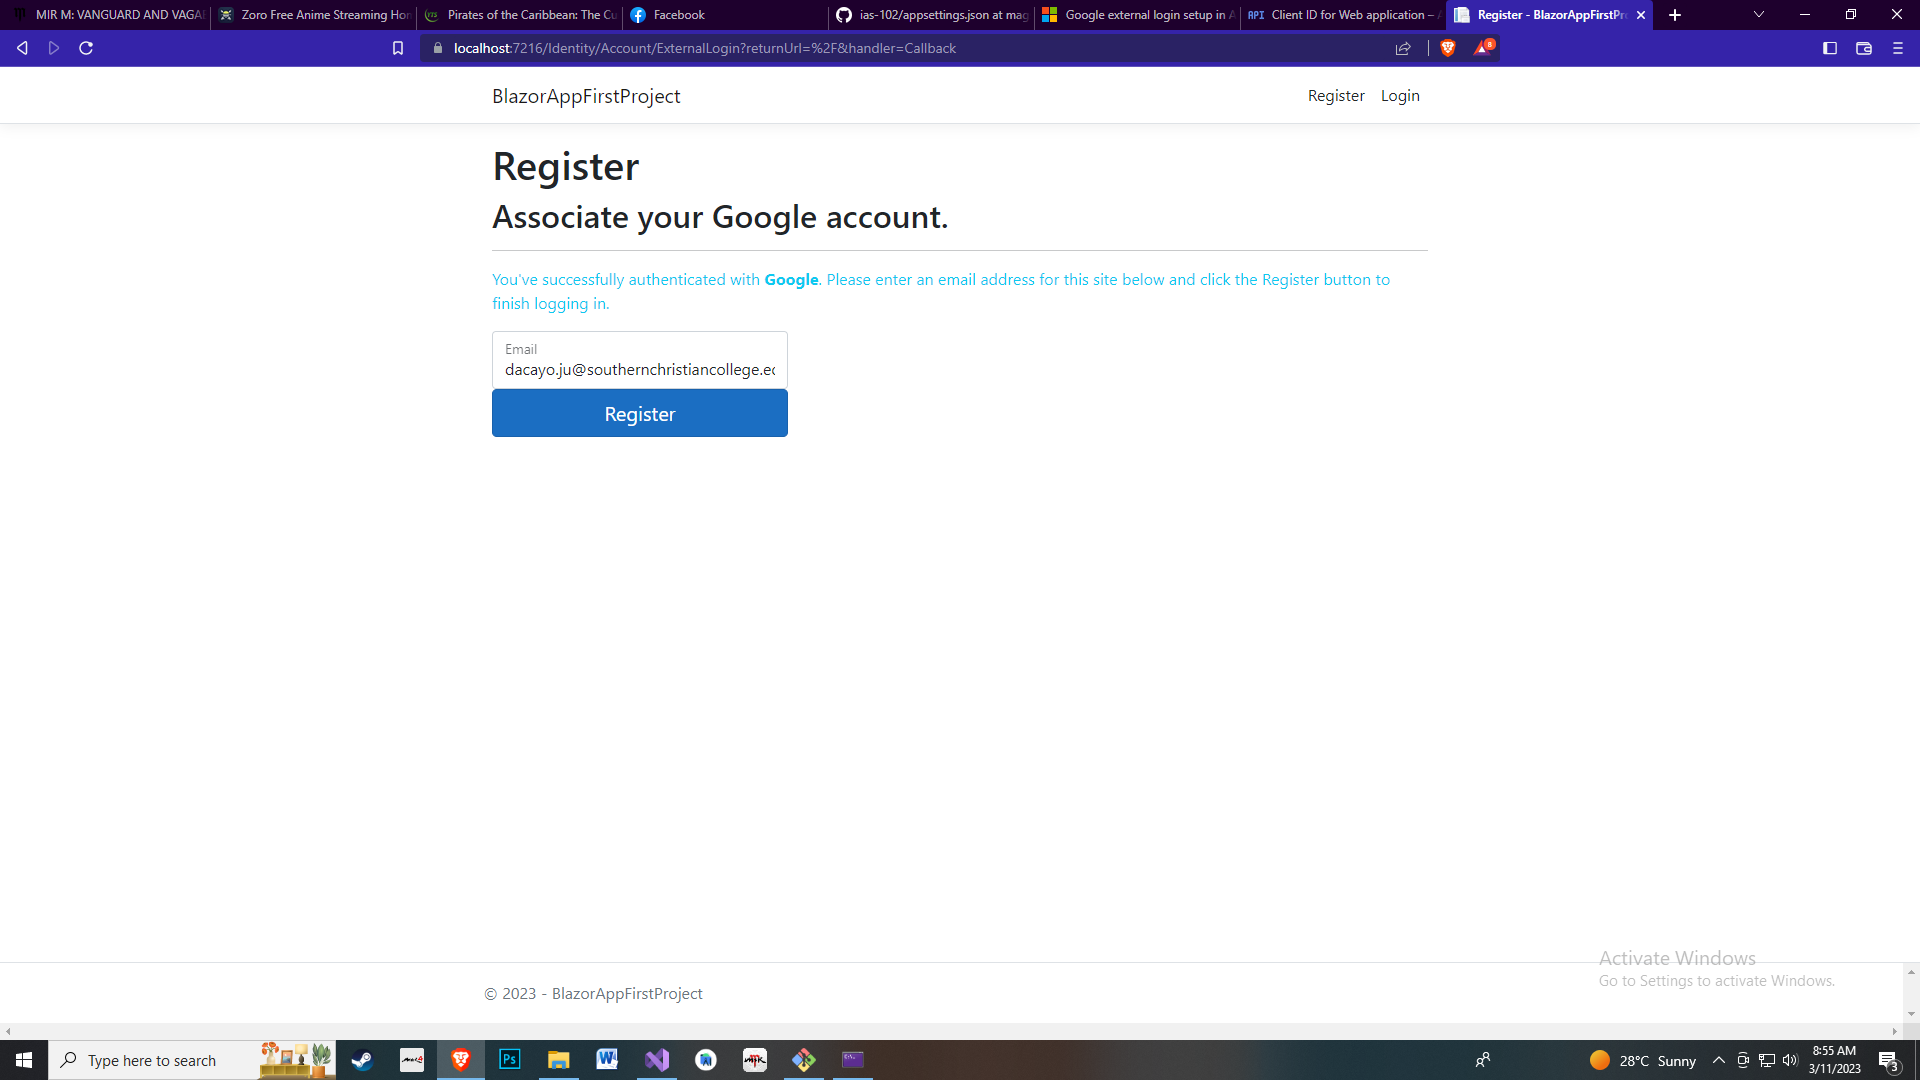 MIR M: VANGUARD AND VAGA
Zoro Free Anime Streaming Hom
Pirates of the Caribbean: The Cu
Facebook
ias-102/appsettings.json at mag
Google external login setup in A
API Client ID for Web application – A
Register - BlazorAppFirstPr
localhost:7216/Identity/Account/ExternalLogin?returnUrl=%2F&handler=Callback
8
BlazorAppFirstProject
Register
Login
Register
Associate your Google account.
You've successfully authenticated with Google. Please enter an email address for this site below and click the Register button to
finish logging in.
Email
dacayo.ju@southernchristiancollege.ec
Register
Activate Windows
Go to Settings to activate Windows.
© 2023 - BlazorAppFirstProject
Type here to search
Ps
28°C Sunny
8:55 AM
3/11/2023
3